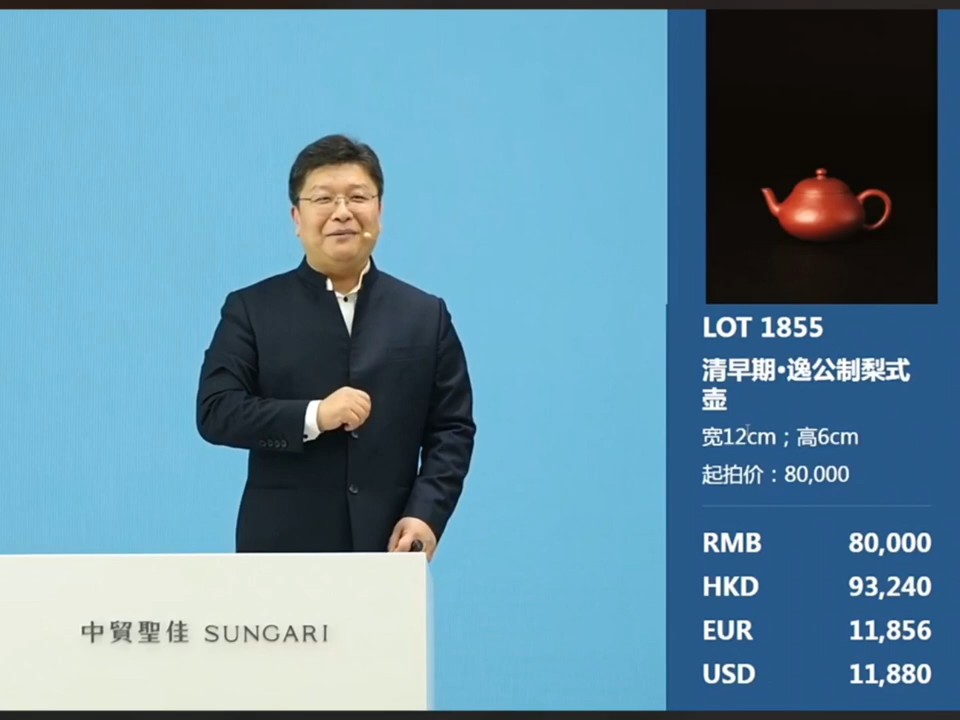 LOT 1855
清早期•逸公制梨式
壶
宽12cm；高6cm
起拍价：80,000
RMB 80,000
HKD 93,240
EUR 11,856
USD 11,880
中貿聖佳 SUNGARI